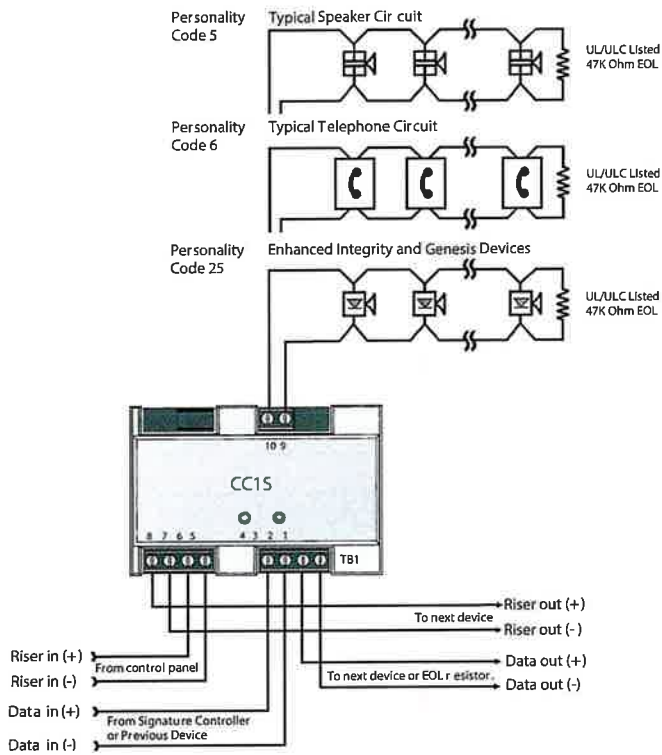 Personality
Code 5
Typical Speaker Cir cuit
UL/ULC Listed
47K Ohm EOL
Personality
Code 6
Typical Telephone Circuit
UL/ULC Listed
47K Ohm EOL
Personality
Code 25
Enhanced Integrity and Genesis Devices
UL/ULC Listed
47K Ohm EOL
10 9
CC1S
8 7 6 5
4 3 2 1
TB1
Riser out (+)
To next device
Riser out (-)
Riser in (+)
From control panel
Riser in (-)
Data out (+)
To next device or EOL r esistor.
Data out (-)
Data in (+)
From Signature Controller
or Previous Device
Data in (-)